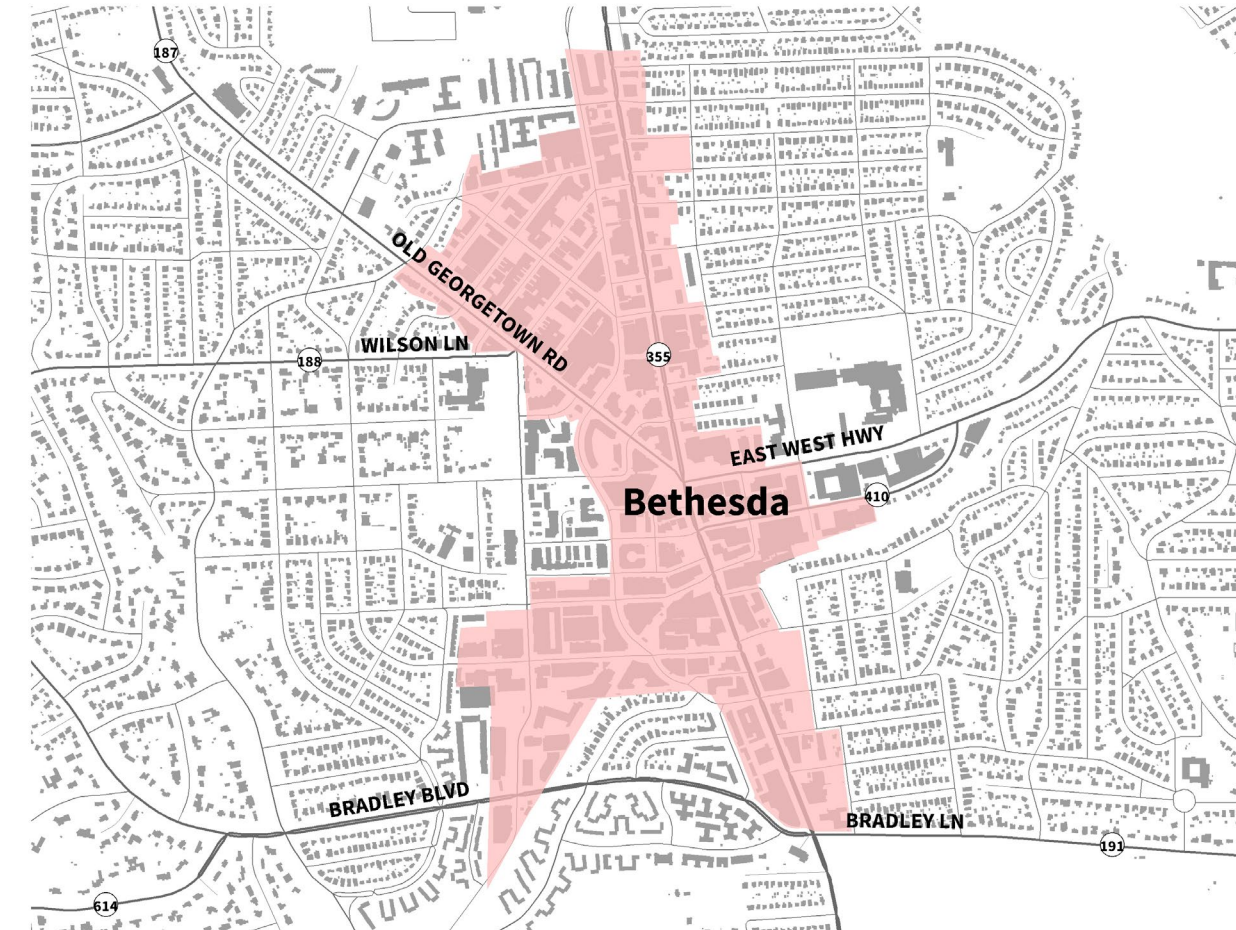 187
OLD GEORGETOWN RD
WILSON LN
188
355
EAST WEST HWY
Bethesda
410
BRADLEY BLVD
BRADLEY LN
191
614